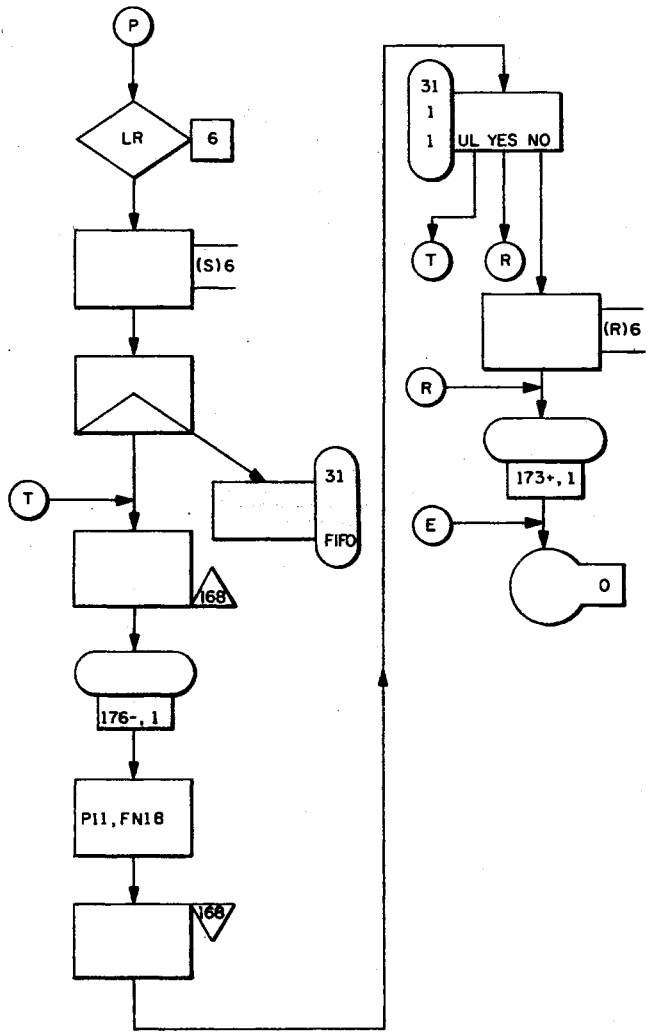 P
LR
6
(S)6
31
FIFO
T
168
176-, 1
P11, FN18
168
31
1
1
UL YES NO
T
R
(R)6
R
173+, 1
E
0